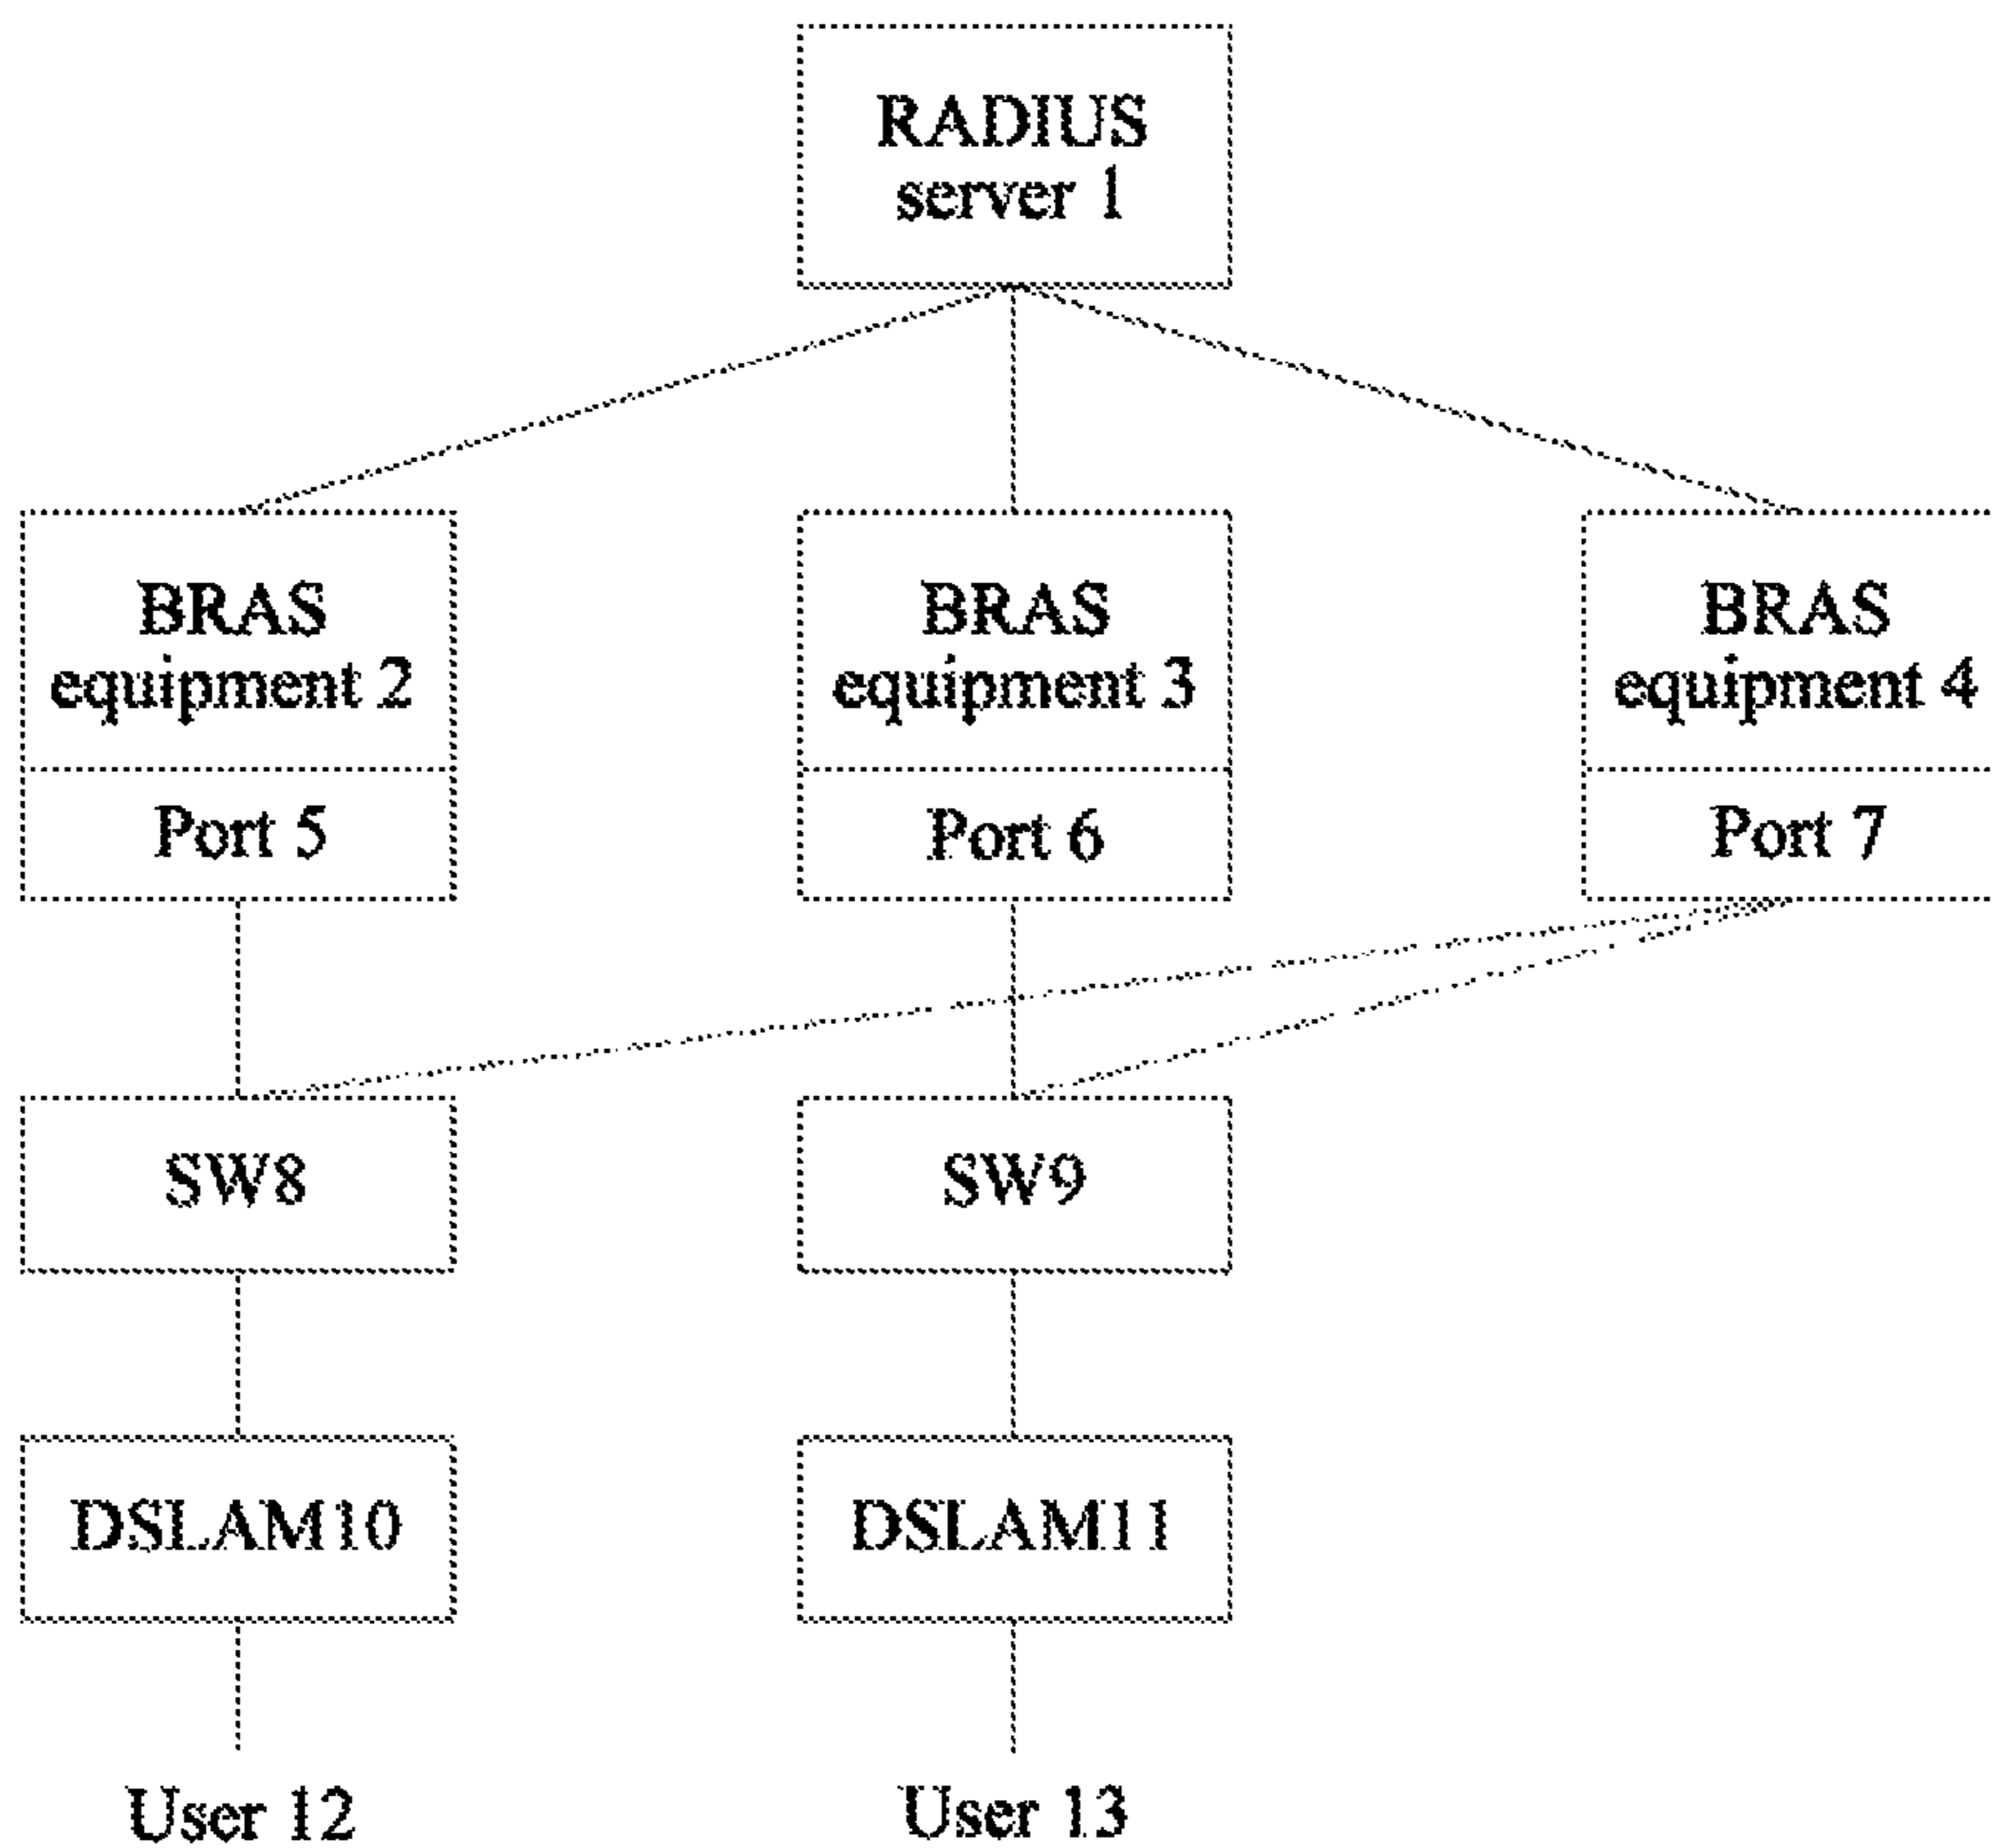 RADIUS
server 1
BRAS
equipment 2
BRAS
equipment 3
BRAS
equipment 4
Port 5
Port 6
Port 7
SW8
SW9
DSLAM10
DSLAM11
User 12
User 13